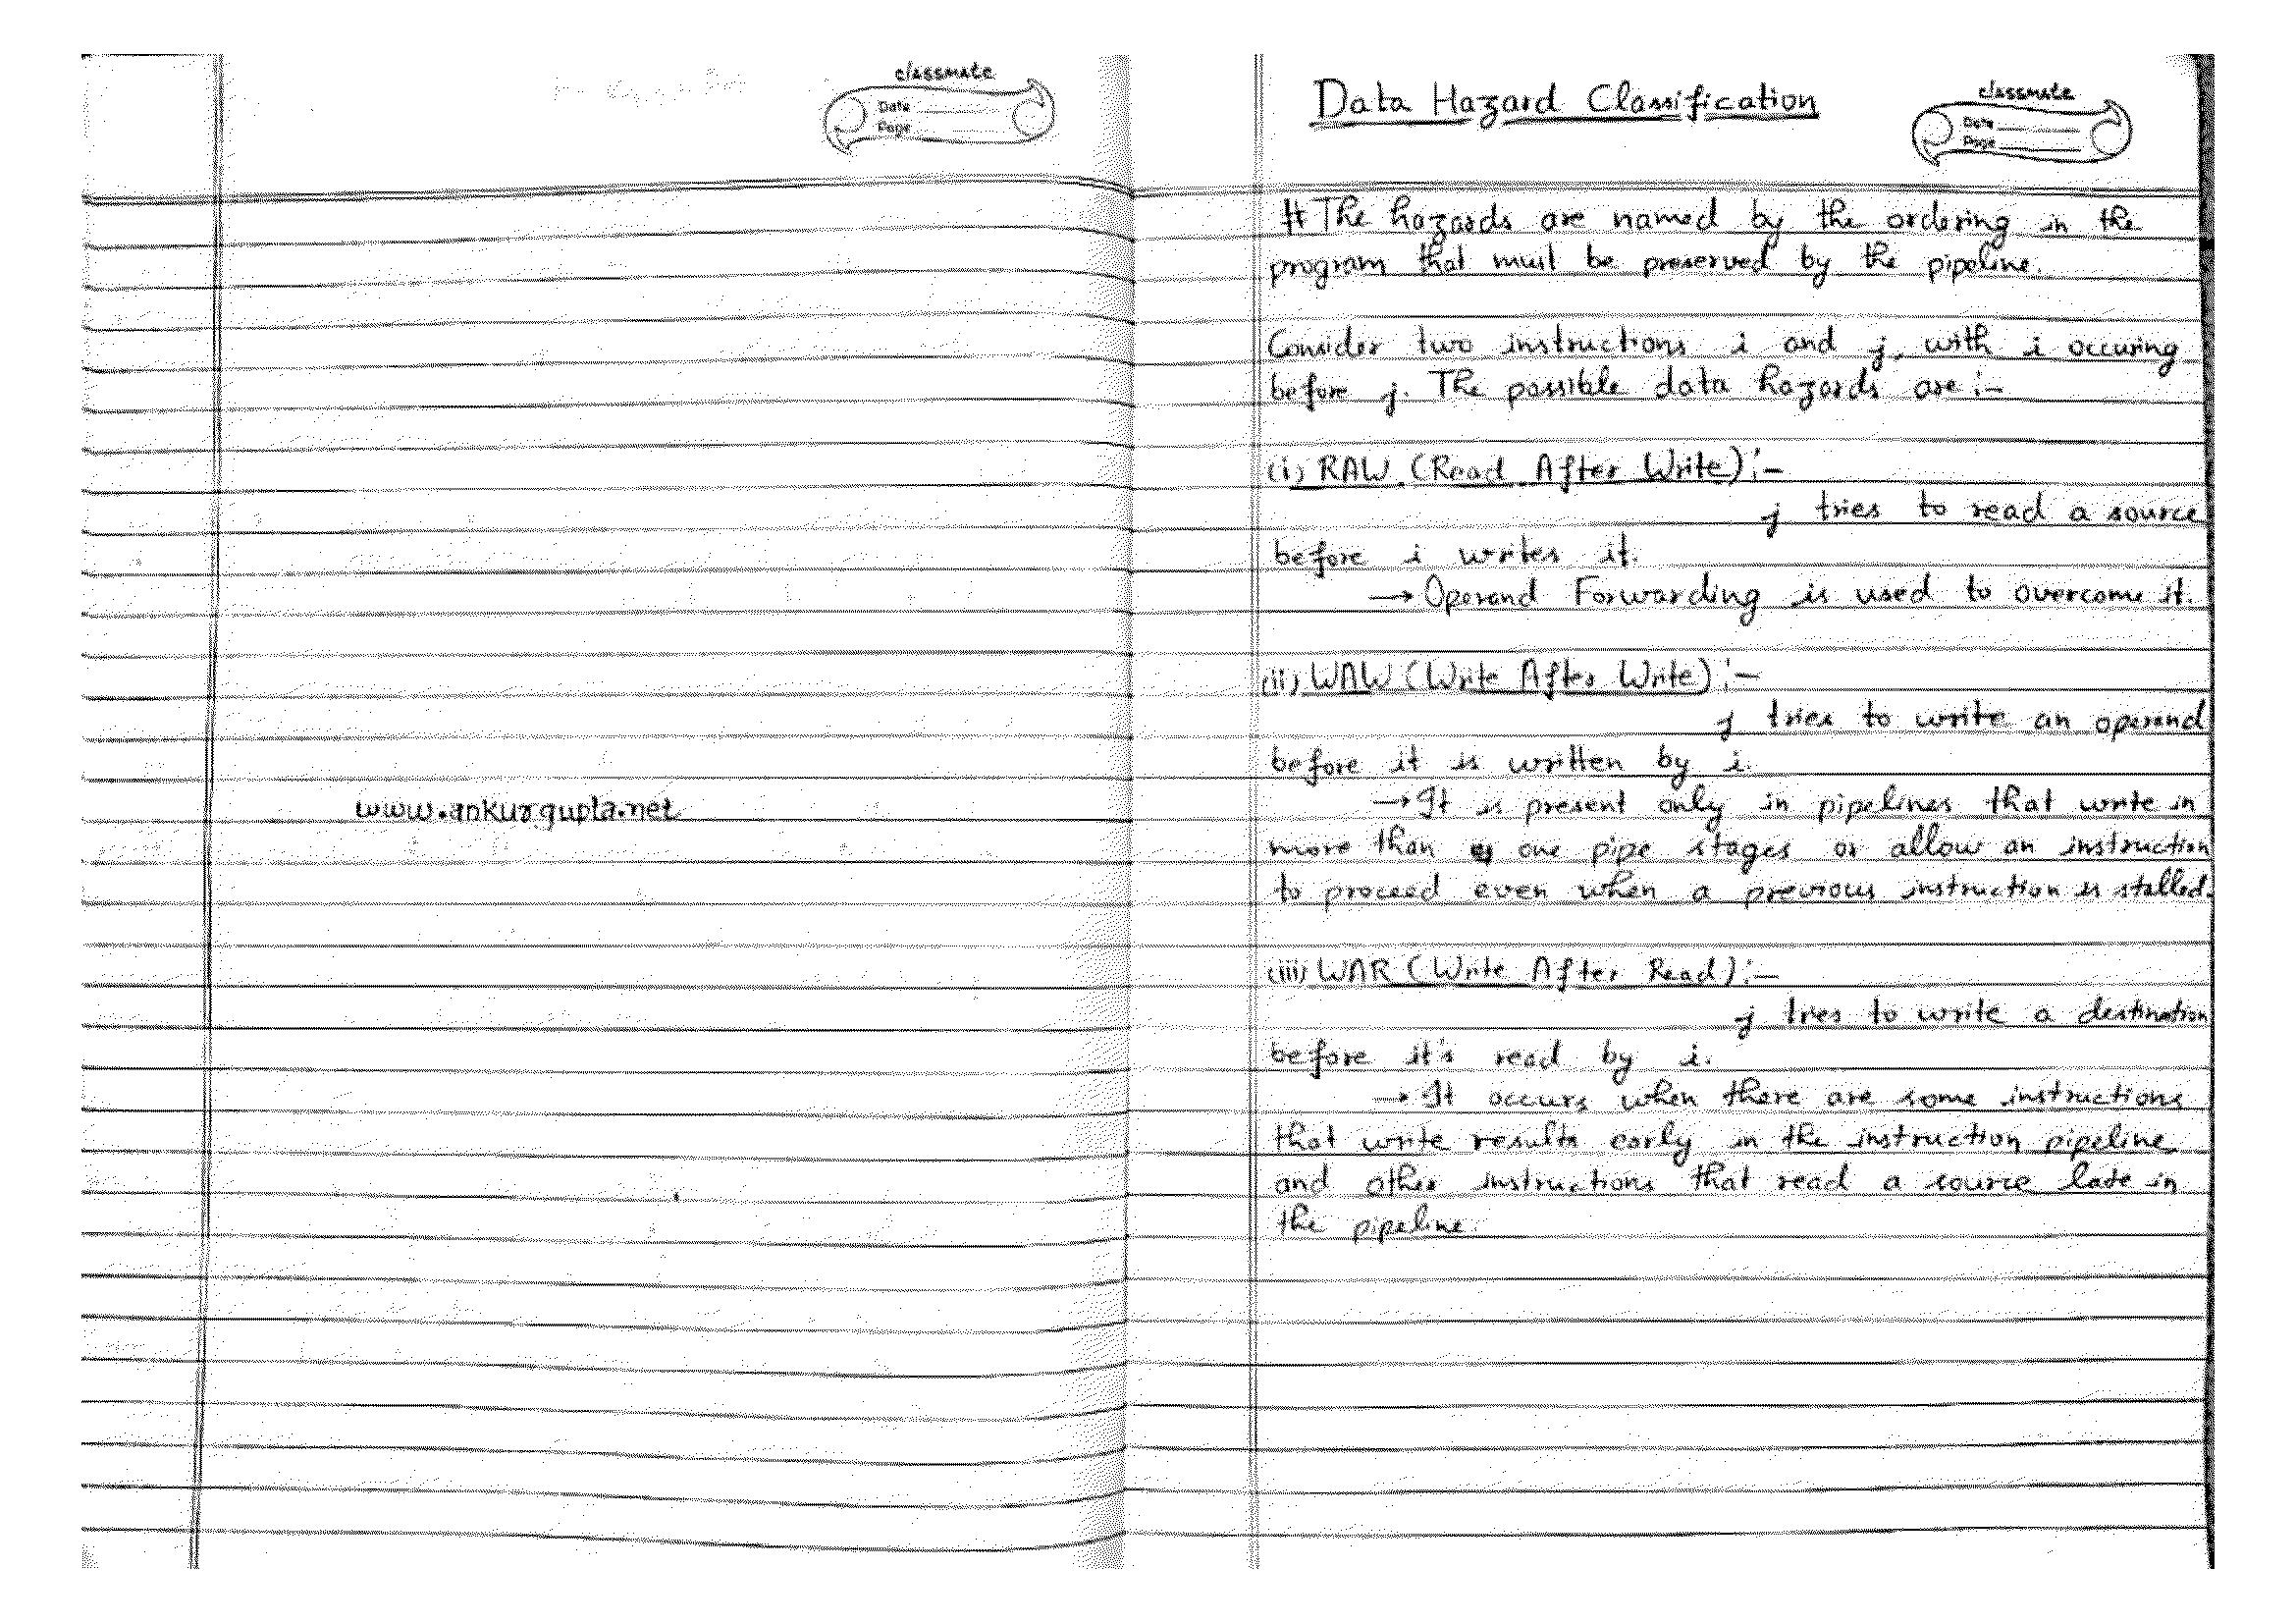 classmate
Date
Page
www.ankurgupta.net
Data Hazard Classification
classmate
Date
Page
# The hazards are named by the ordering in the
program that must be preserved by the pipeline.
Consider two instructions i and j, with i occuring
before j. The possible data hazards are :-
(i) RAW (Read After Write) :-
j tries to read a source
before i writes it.
→ Operand Forwarding is used to overcome it.
(ii) WAW (Write After Write) :-
j tries to write an operand
before it is written by i.
→ It is present only in pipelines that write in
more than one pipe stages or allow an instruction
to proceed even when a previous instruction is stalled.
(iii) WAR (Write After Read) :-
j tries to write a destination
before it's read by i.
→ It occurs when there are some instructions
that write results early in the instruction pipeline
and other instructions that read a source late in
the pipeline.